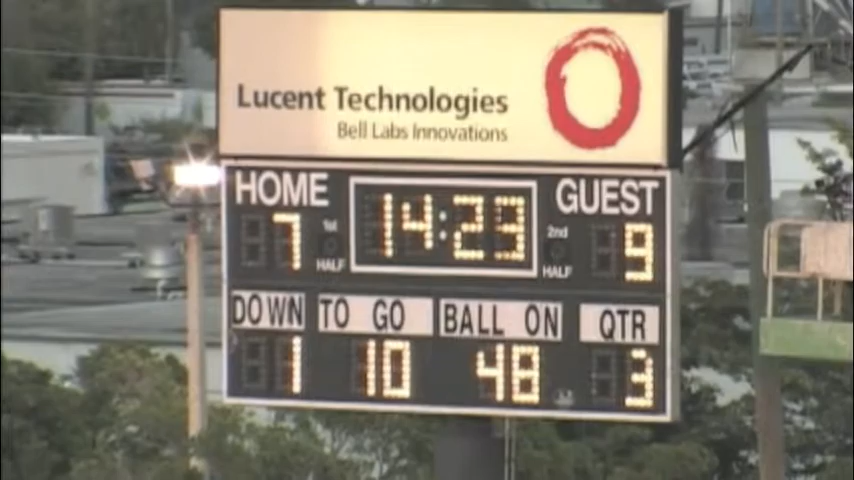 Lucent Technologies
Bell Labs Innovations
HOME 14:23 GUEST
7 1st HALF 2nd HALF 9
DOWN TO GO BALL ON QTR
1 10 48 3